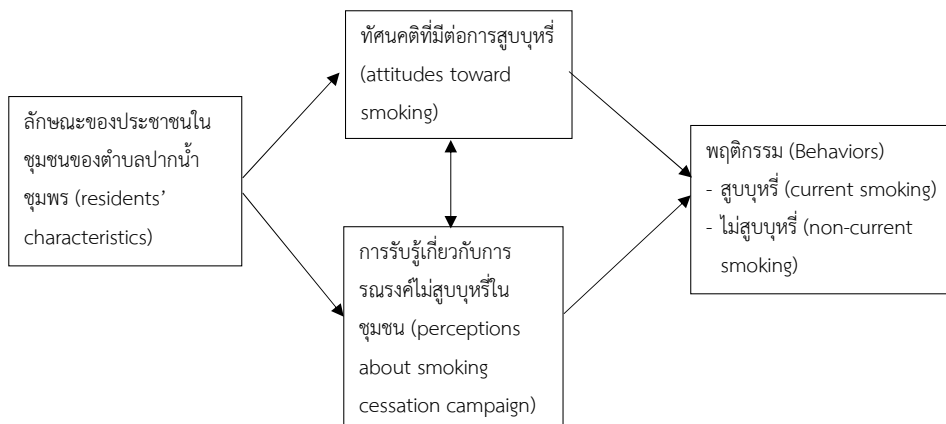 ทัศนคติที่มีต่อการสูบบุหรี่
(attitudes toward
smoking)
ลักษณะของประชาชนใน
ชุมชนของตำบลปากน้ำ
ชุมพร (residents’
characteristics)
พฤติกรรม (Behaviors)
- สูบบุหรี่ (current smoking)
- ไม่สูบบุหรี่ (non-current
smoking)
การรับรู้เกี่ยวกับการ
รณรงค์ไม่สูบบุหรี่ใน
ชุมชน (perceptions
about smoking
cessation campaign)